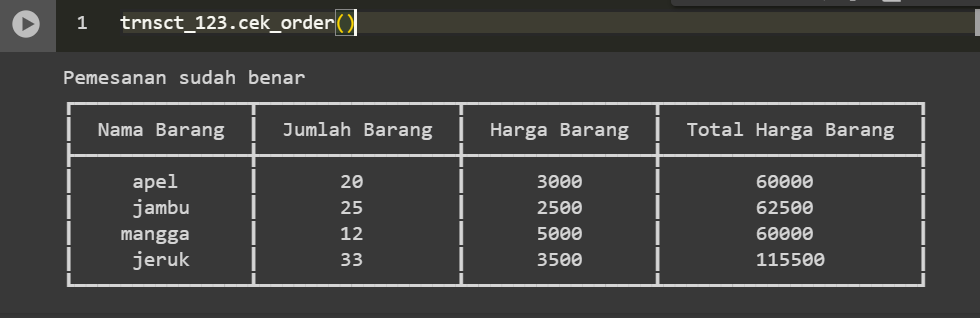 1 trnsct_123.cek_order()
Pemesanan sudah benar
Nama Barang Jumlah Barang Harga Barang Total Harga Barang
apel 20 3000 60000
jambu 25 2500 62500
mangga 12 5000 60000
jeruk 33 3500 115500